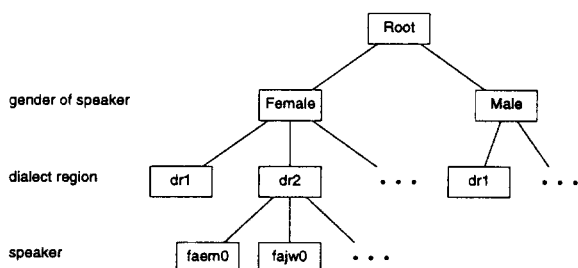 Root
gender of speaker Female Male
dialect region dr1 dr2 . . . dr1 . . .
speaker faem0 fajw0 . . .